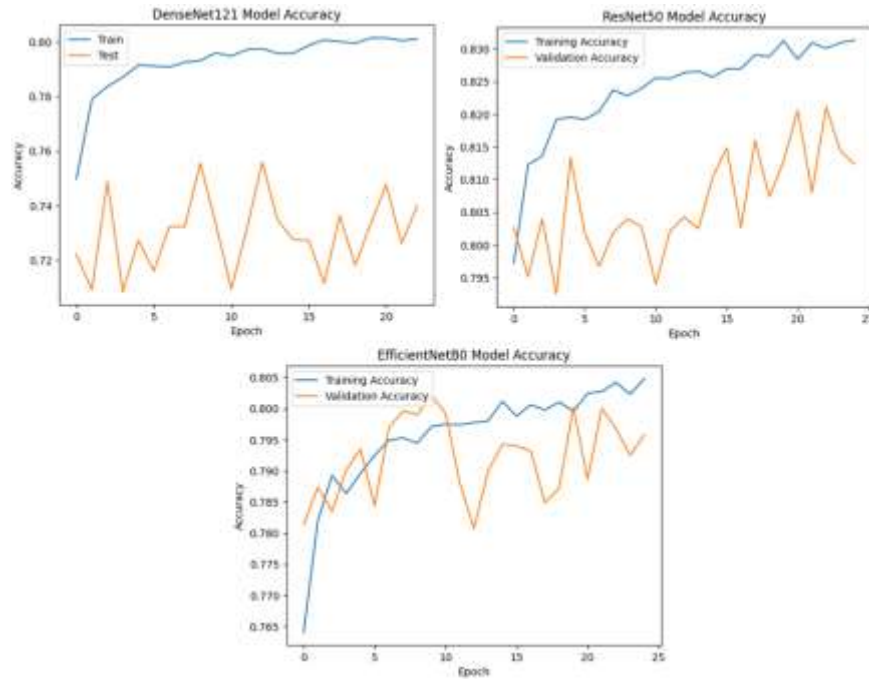 DenseNet121 Model Accuracy
Train
Test
0.80
0.78
0.76
0.74
0.72
Accuracy
0
5
10
15
20
Epoch
ResNet50 Model Accuracy
Training Accuracy
Validation Accuracy
0.830
0.825
0.820
0.815
0.810
0.805
0.800
0.795
Accuracy
0
5
10
15
20
25
Epoch
EfficientNetB0 Model Accuracy
Training Accuracy
Validation Accuracy
0.805
0.800
0.795
0.790
0.785
0.780
0.775
0.770
0.765
Accuracy
0
5
10
15
20
25
Epoch